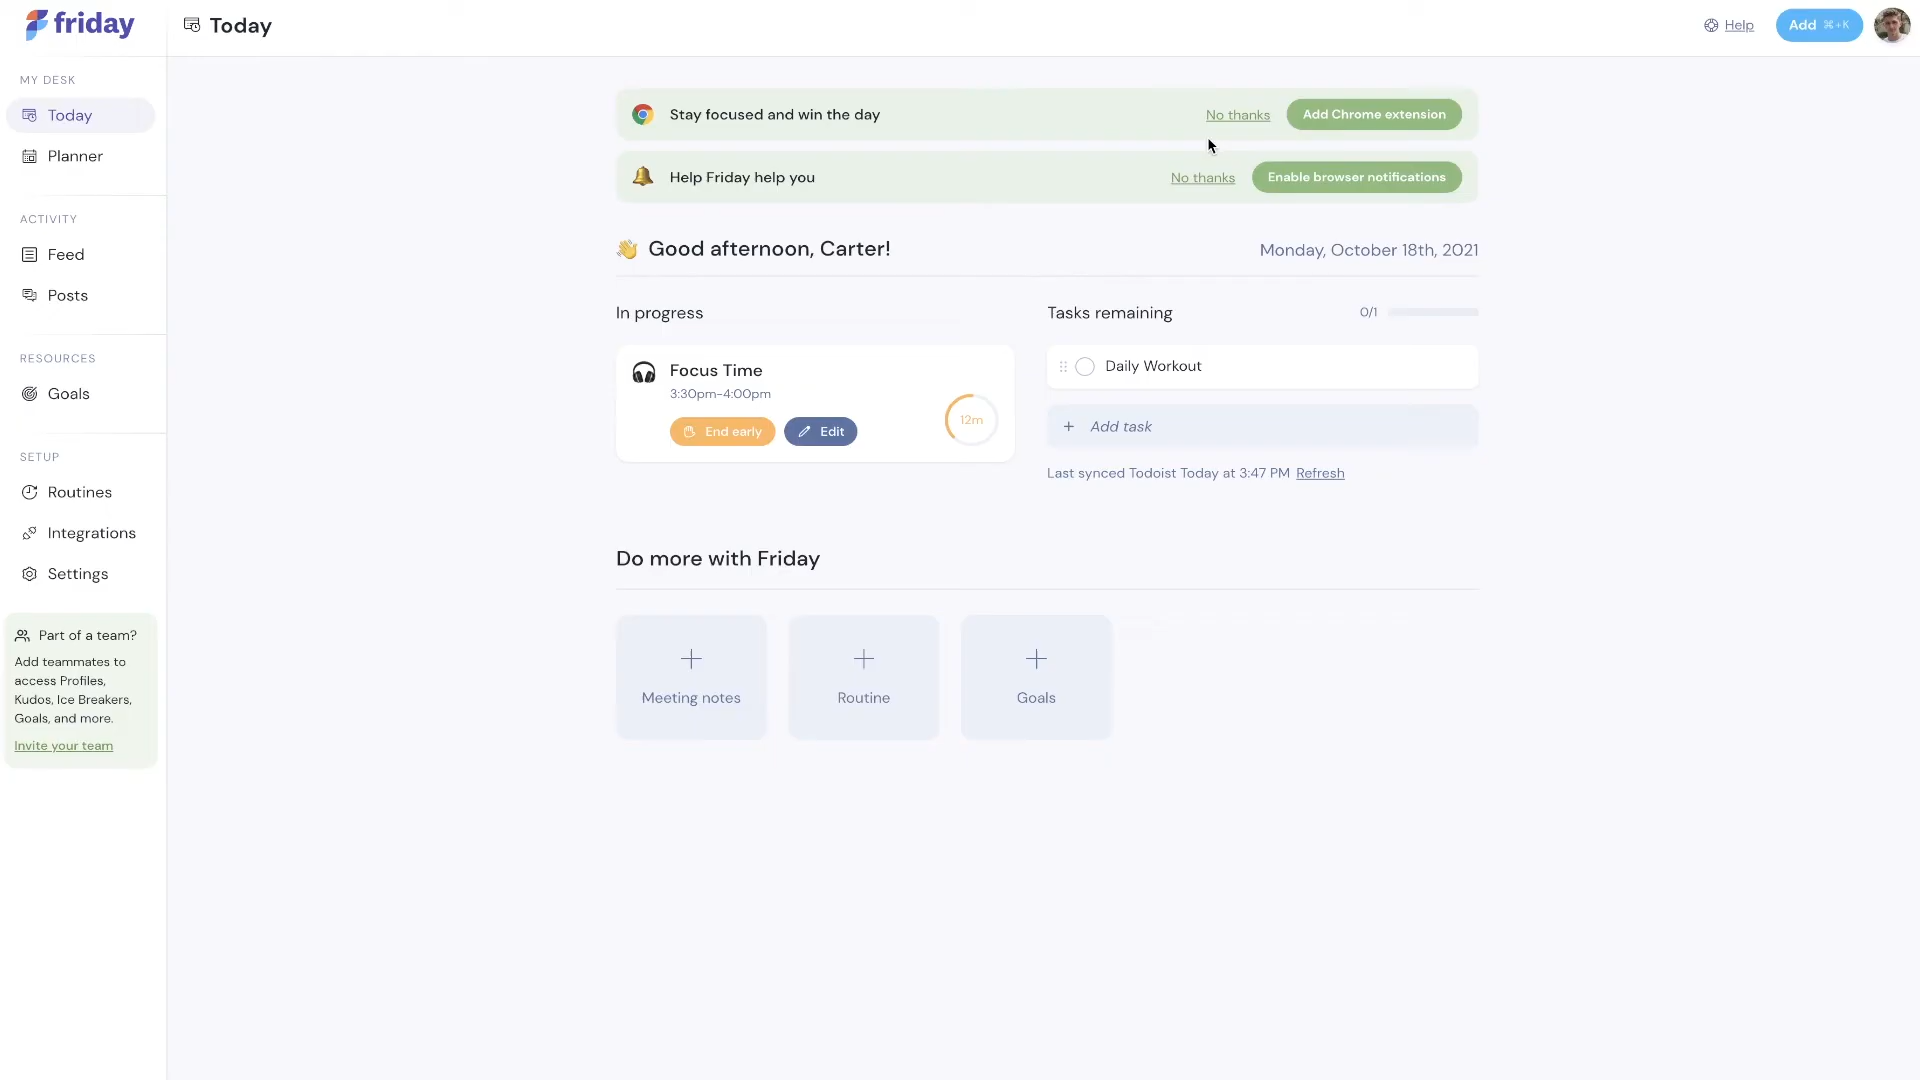 friday
Today
Help
Add ⌘+K
MY DESK
Today
Planner
ACTIVITY
Feed
Posts
RESOURCES
Goals
SETUP
Routines
Integrations
Settings
Part of a team?
Add teammates to
access Profiles,
Kudos, Ice Breakers,
Goals, and more.
Invite your team
Stay focused and win the day
No thanks
Add Chrome extension
Help Friday help you
No thanks
Enable browser notifications
Good afternoon, Carter!
Monday, October 18th, 2021
In progress
Focus Time
3:30pm-4:00pm
End early
Edit
12m
Tasks remaining
0/1
Daily Workout
+ Add task
Last synced Todoist Today at 3:47 PM Refresh
Do more with Friday
Meeting notes
Routine
Goals